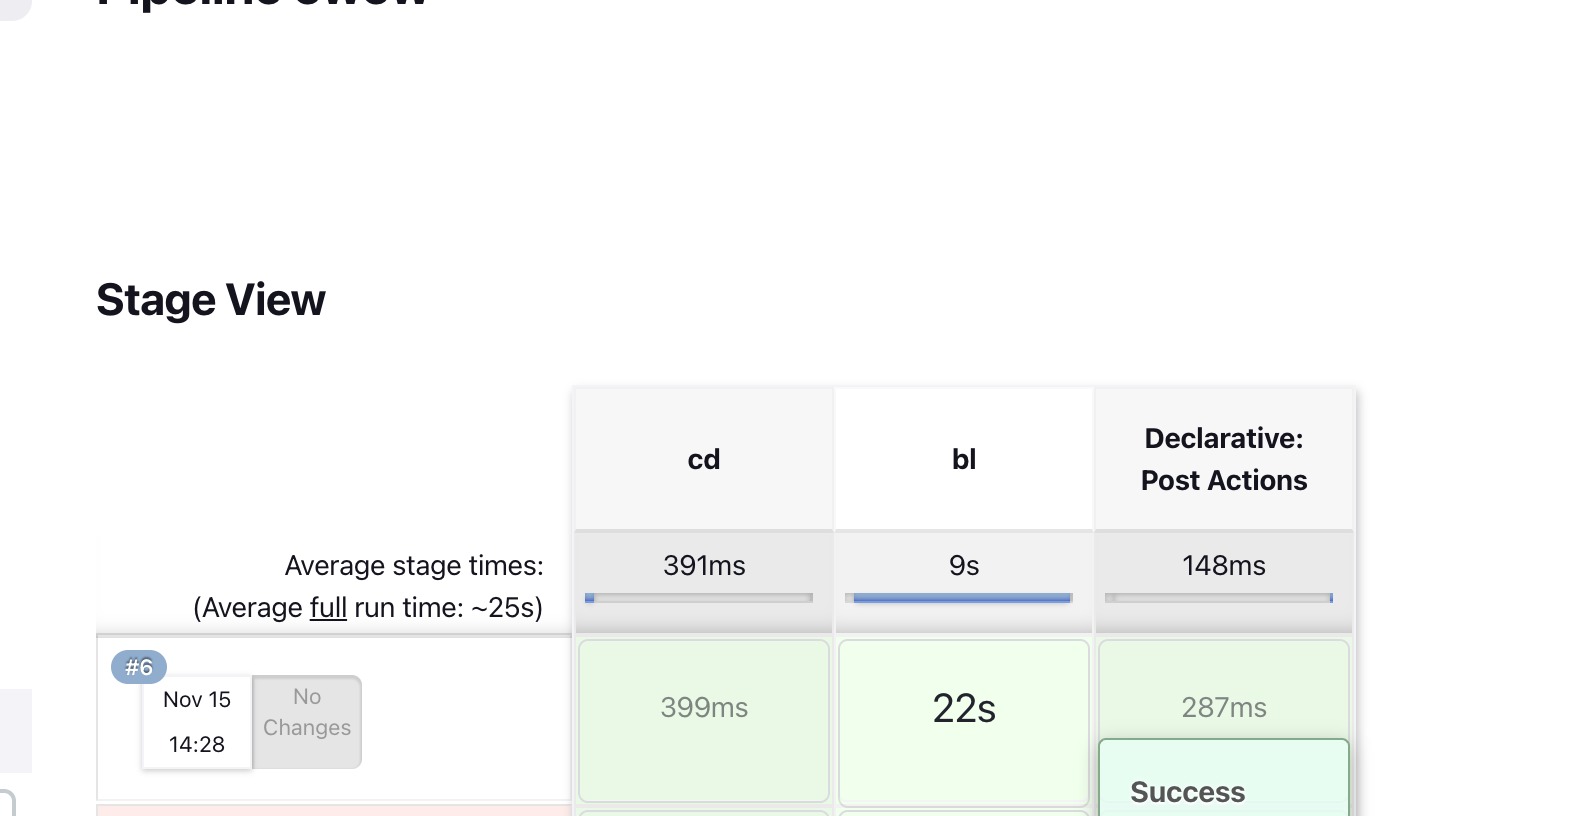 Stage View
cd
bl
Declarative:
Post Actions
Average stage times:
(Average full run time: ~25s)
391ms
9s
148ms
#6
Nov 15
14:28
No
Changes
399ms
22s
287ms
Success